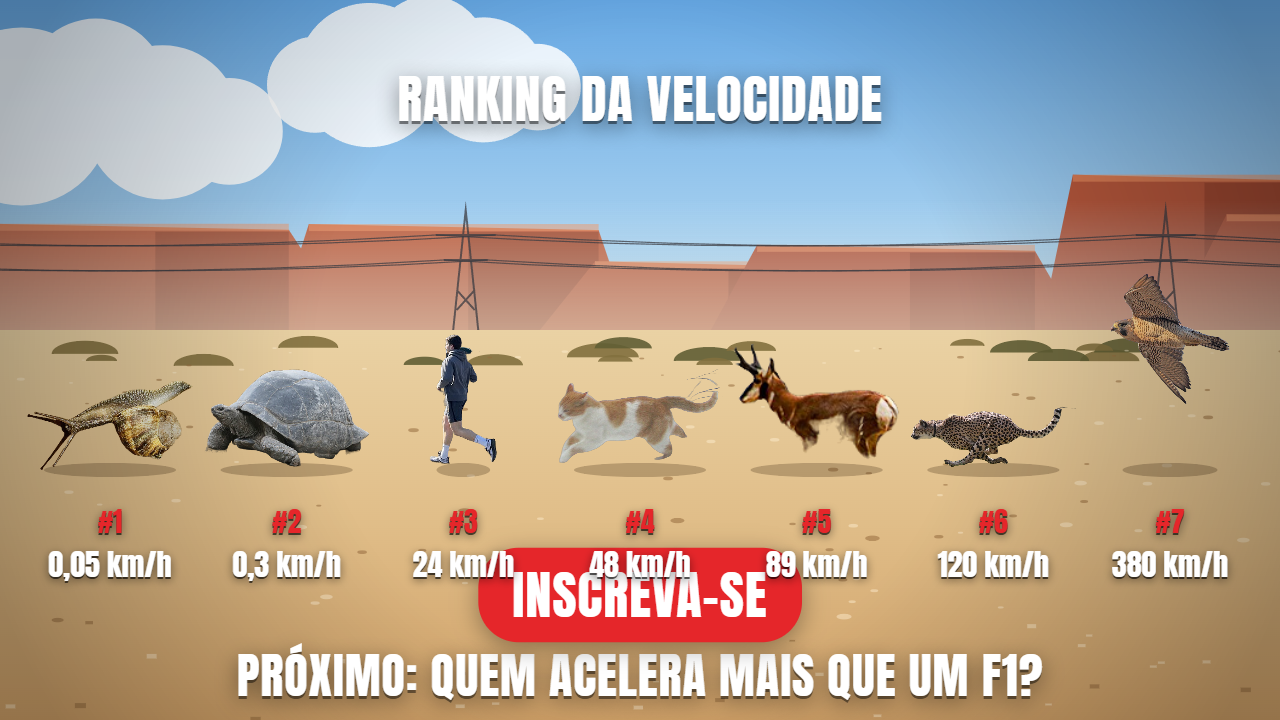 RANKING DA VELOCIDADE
#1 #2 #3 #4 #5 #6 #7
0,05 km/h 0,3 km/h 24 km/h 48 km/h 89 km/h 120 km/h 380 km/h
INSCREVA-SE
PRÓXIMO: QUEM ACELERA MAIS QUE UM F1?